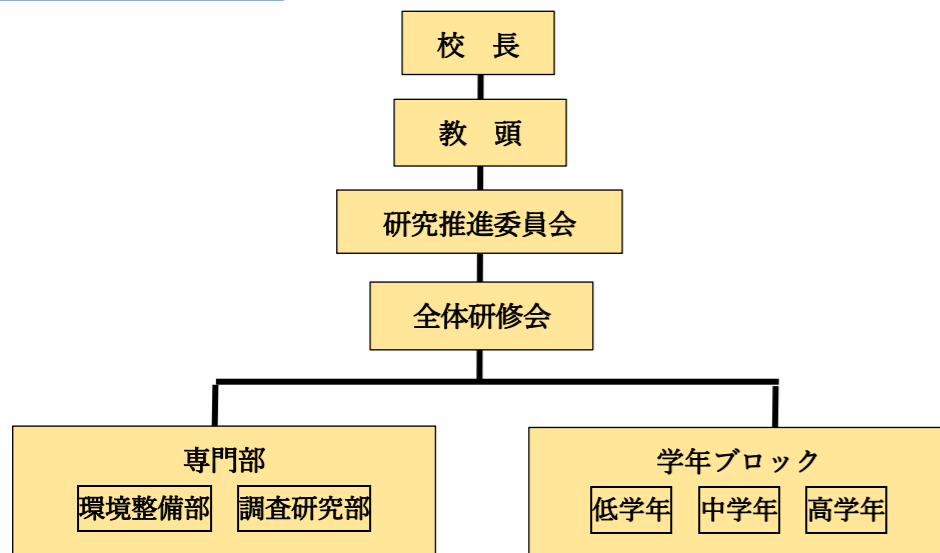 校　長
教　頭
研究推進委員会
全体研修会
専門部
環境整備部　調査研究部
学年ブロック
低学年　中学年　高学年